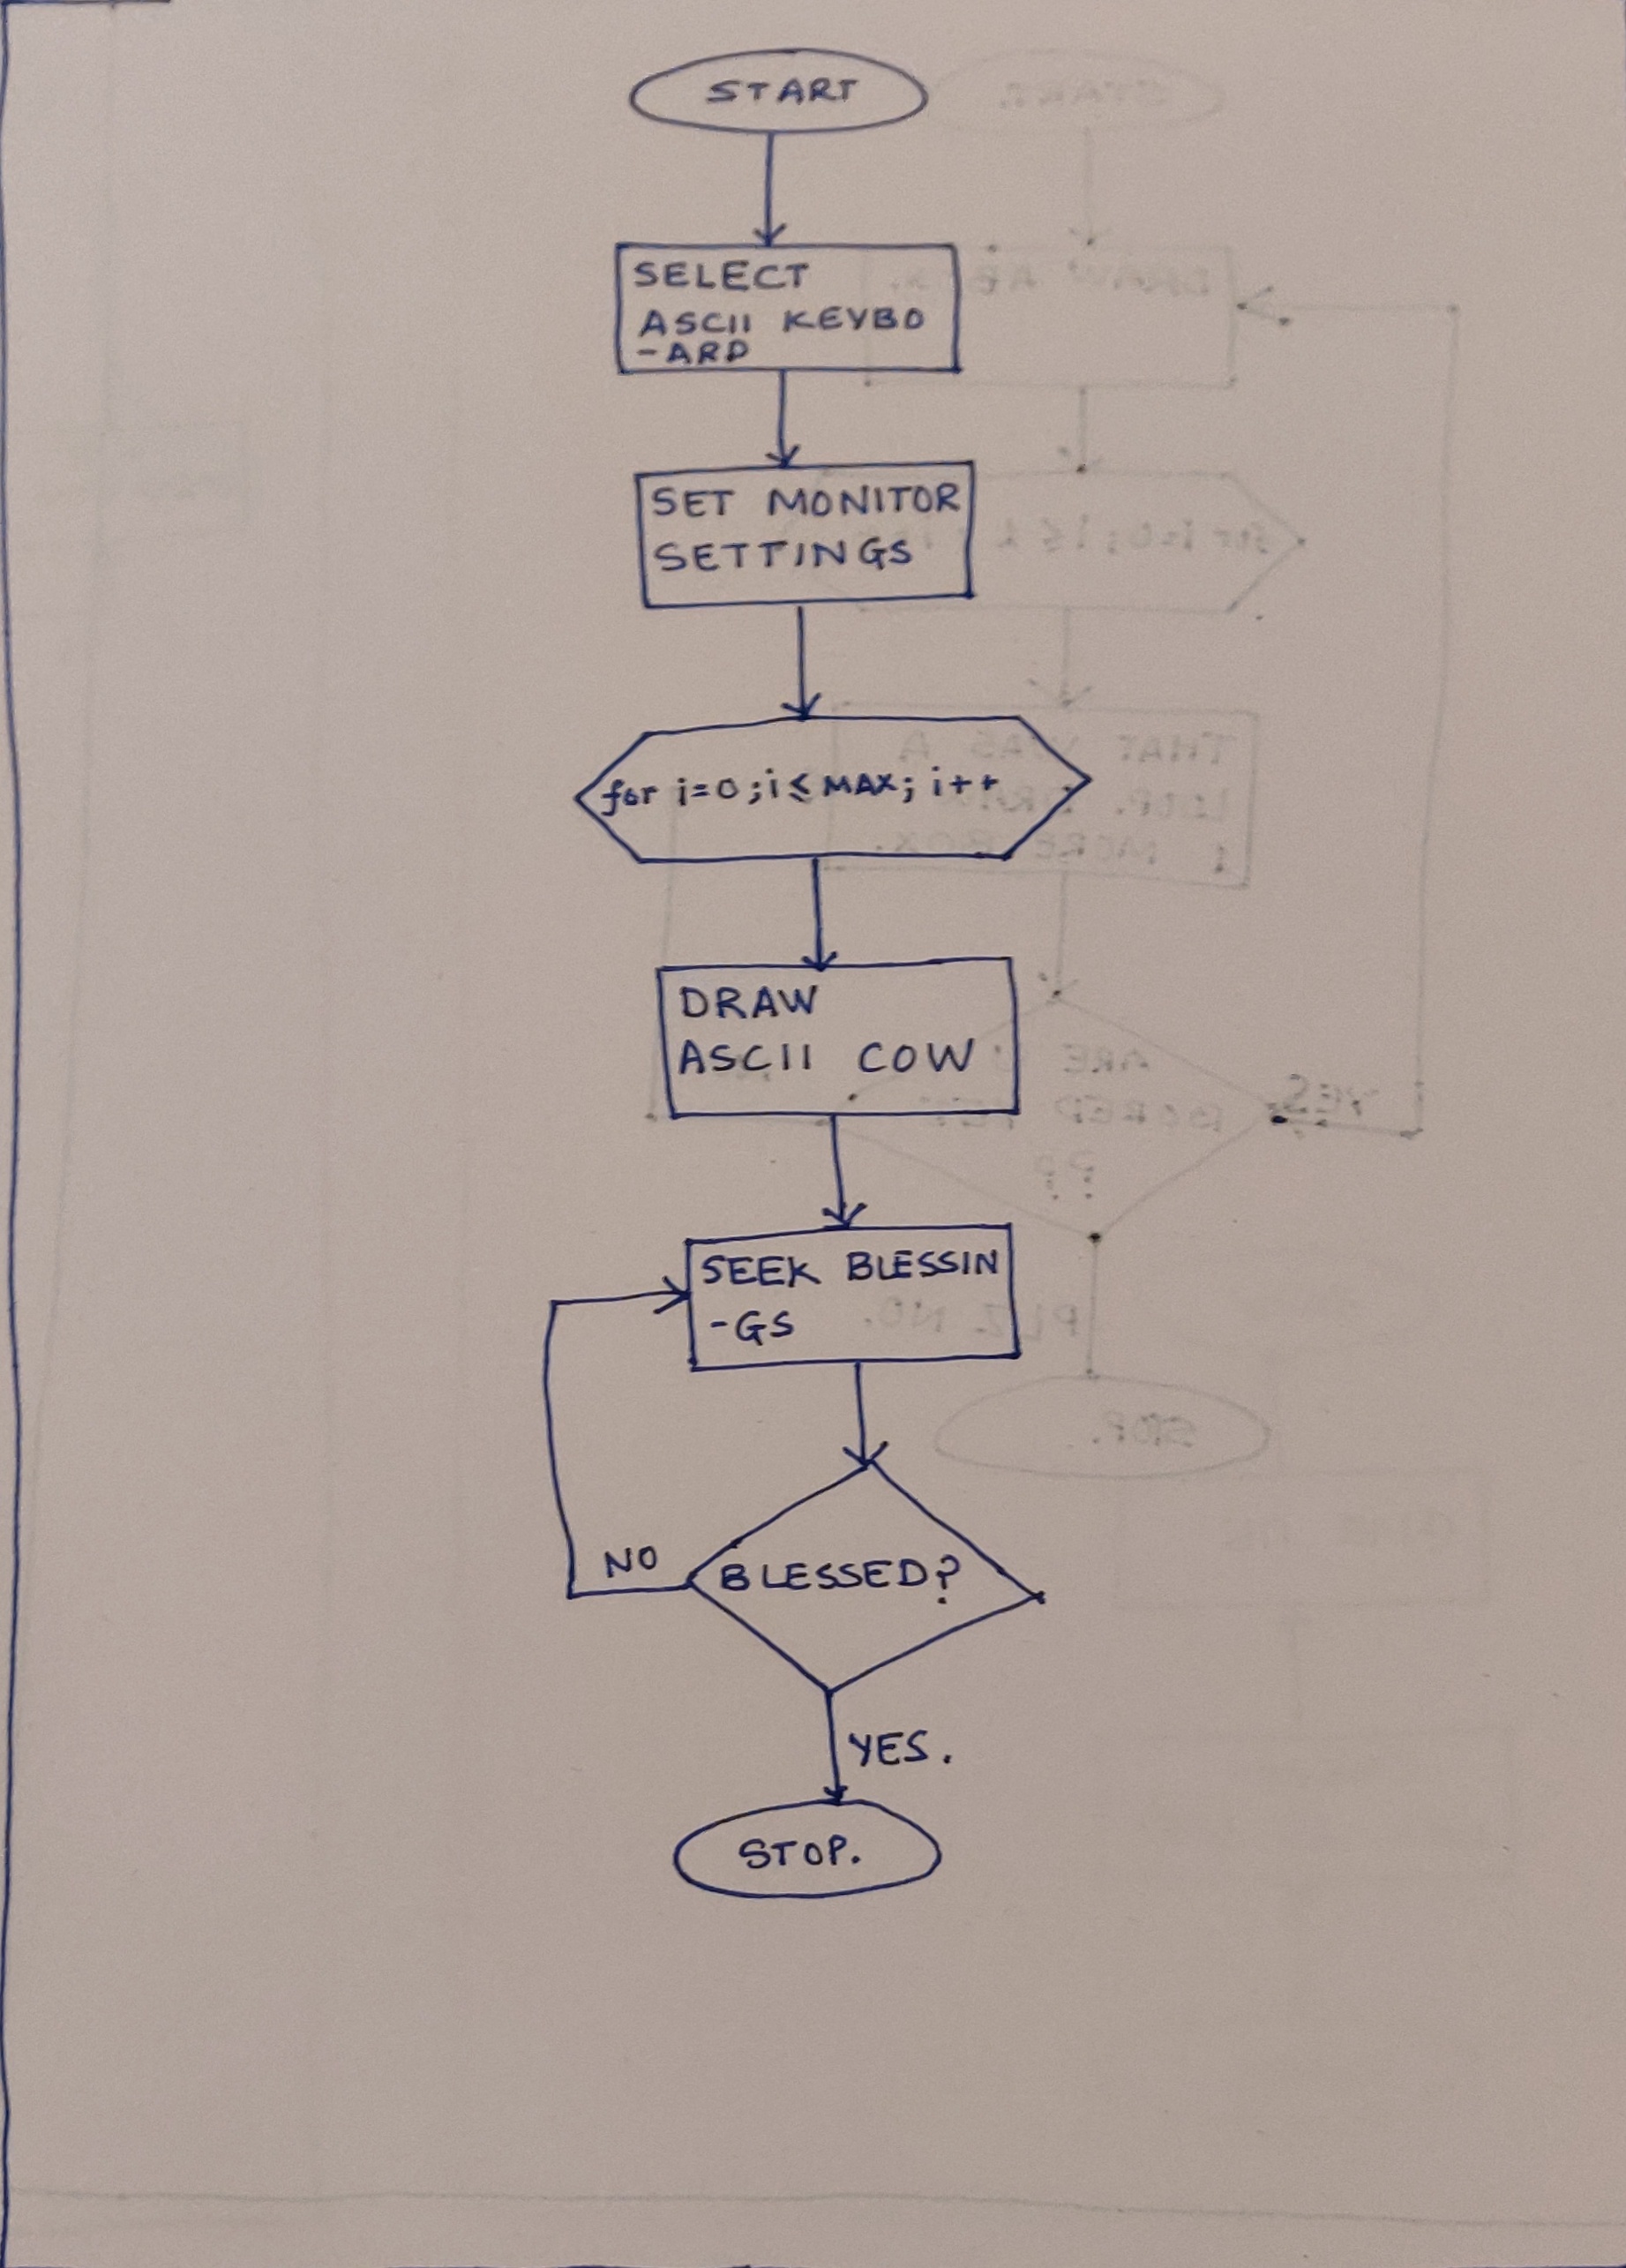 START
SELECT
ASCII KEYBO
-ARD
SET MONITOR
SETTINGS
for i=0;i≤MAX; i++
DRAW
ASCII COW
SEEK BLESSIN
-GS
BLESSED?
NO
YES.
STOP.